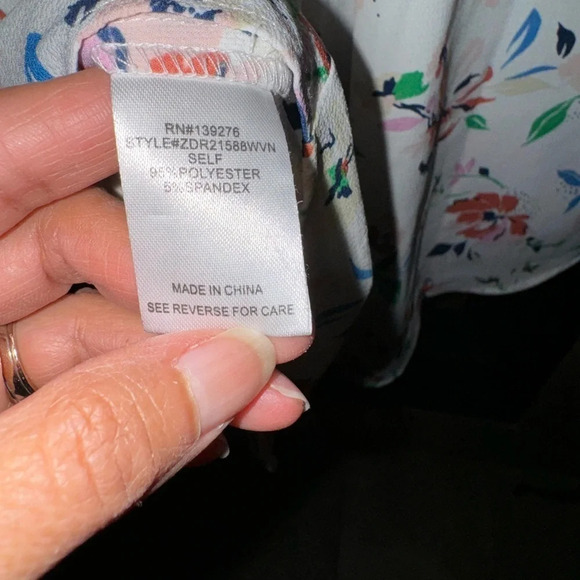 RN#139276
STYLE#ZDR21588WVN
SELF
95%POLYESTER
5%SPANDEX
MADE IN CHINA
SEE REVERSE FOR CARE